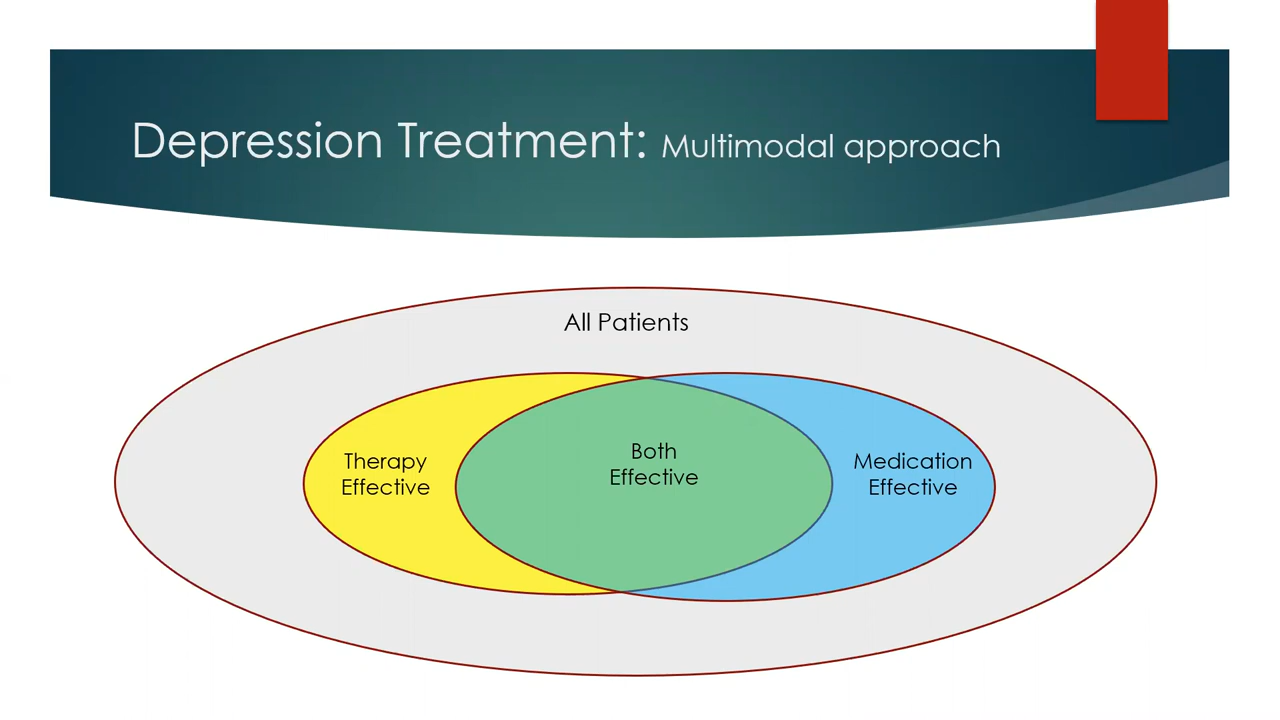 Depression Treatment: Multimodal approach
All Patients
Therapy
Effective
Both
Effective
Medication
Effective